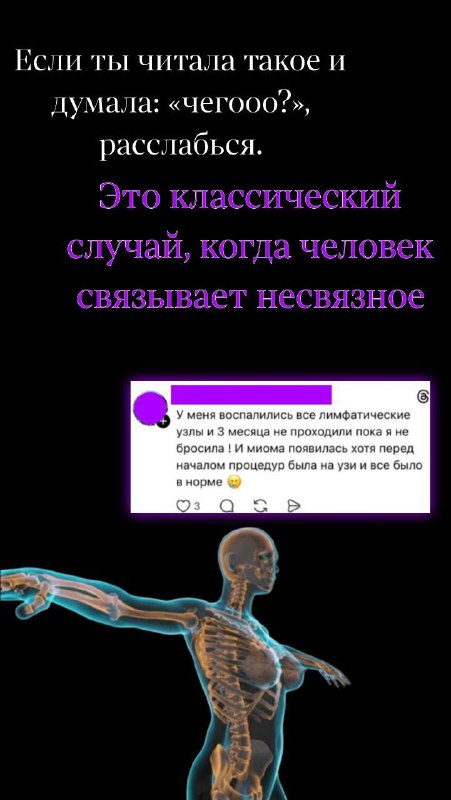 Если ты читала такое и
думала: «чегооо?»,
расслабься.
Это классический
случай, когда человек
связывает несвязное
У меня воспалились все лимфатические
узлы и 3 месяца не проходили пока я не
бросила ! И миома появилась хотя перед
началом процедур была на узи и все было
в норме 🥲
3